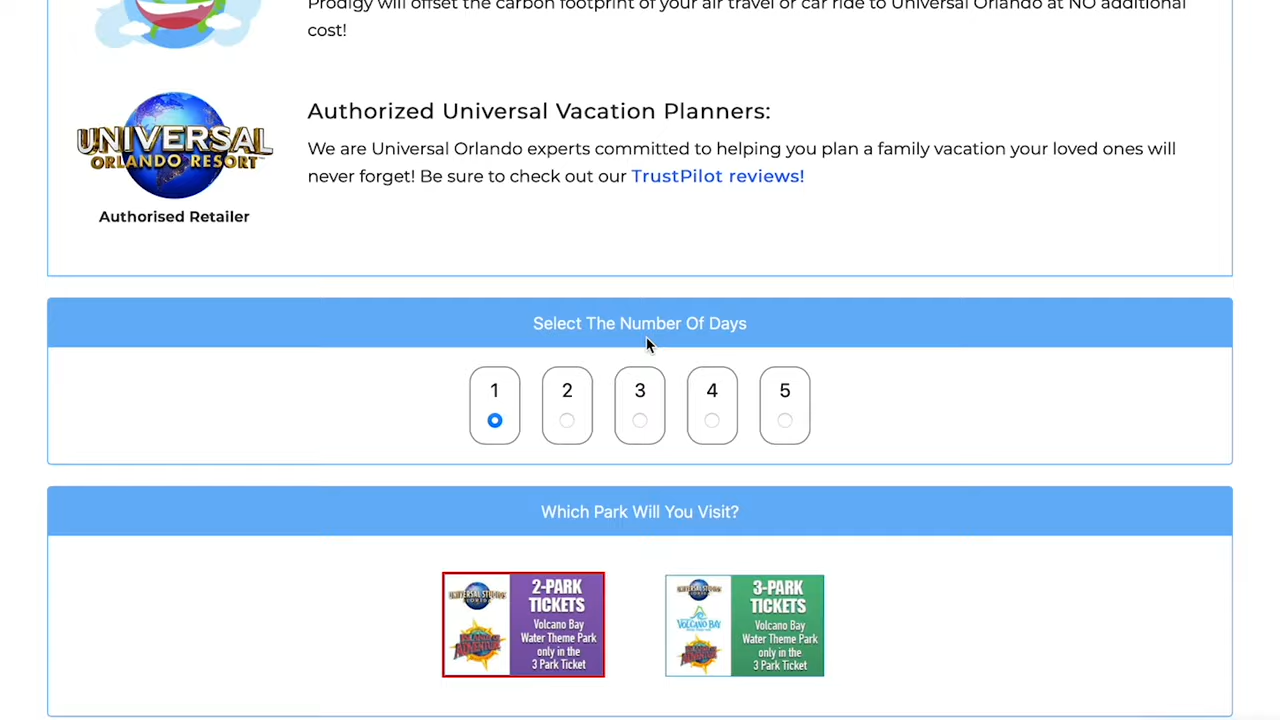 Prodigy will offset the carbon footprint of your air travel or car ride to Universal Orlando at NO additional
cost!
UNIVERSAL
ORLANDO RESORT
Authorised Retailer
Authorized Universal Vacation Planners:
We are Universal Orlando experts committed to helping you plan a family vacation your loved ones will
never forget! Be sure to check out our TrustPilot reviews!
Select The Number Of Days
1 2 3 4 5
Which Park Will You Visit?
2-PARK
TICKETS
Volcano Bay
Water Theme Park
only in the
3 Park Ticket
VOLCANO BAY
3-PARK
TICKETS
Volcano Bay
Water Theme Park
only in the
3 Park Ticket